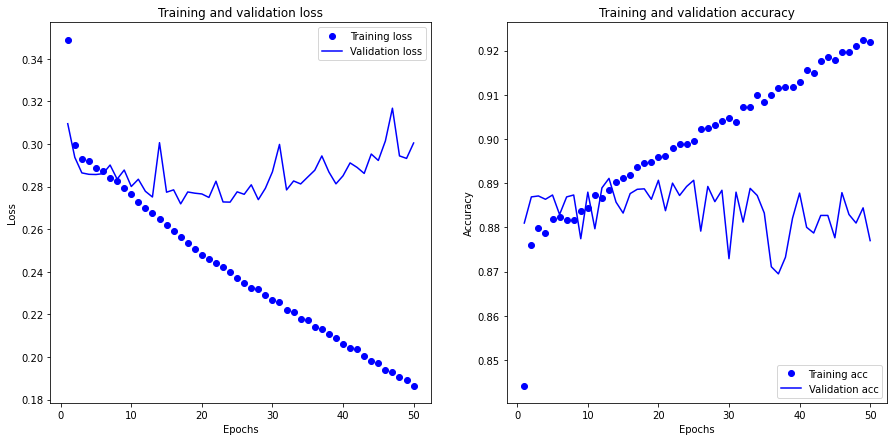 Training and validation loss
Training loss
Validation loss
0.34
0.32
0.30
0.28
0.26
0.24
0.22
0.20
0.18
Loss
0 10 20 30 40 50
Epochs
Training and validation accuracy
0.92
0.91
0.90
0.89
0.88
0.87
0.86
0.85
Accuracy
Training acc
Validation acc
0 10 20 30 40 50
Epochs